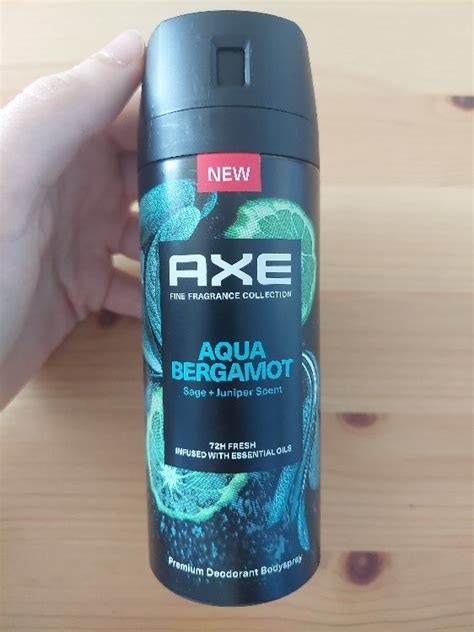 NEW
AXE
FINE FRAGRANCE COLLECTION
AQUA
BERGAMOT
Sage + Juniper Scent
72H FRESH
INFUSED WITH ESSENTIAL OILS
Premium Deodorant Bodyspray